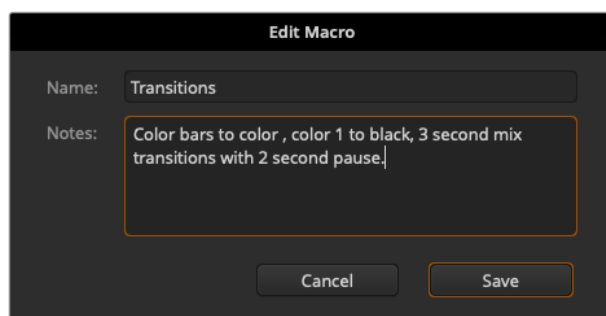 Edit Macro
Name: Transitions
Notes: Color bars to color , color 1 to black, 3 second mix
transitions with 2 second pause.
Cancel Save